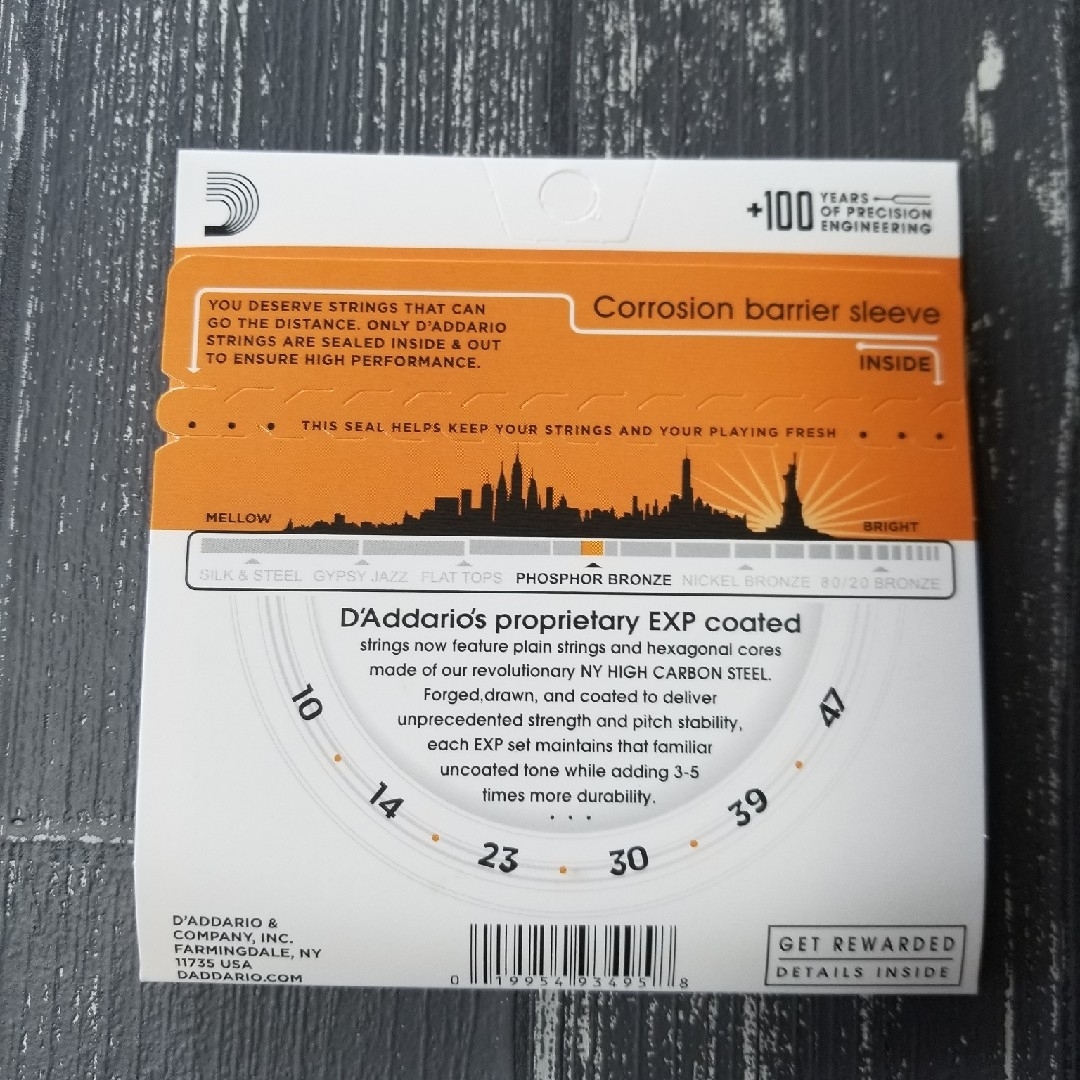 +100 YEARS
OF PRECISION
ENGINEERING
YOU DESERVE STRINGS THAT CAN
GO THE DISTANCE. ONLY D'ADDARIO
STRINGS ARE SEALED INSIDE & OUT
TO ENSURE HIGH PERFORMANCE.
Corrosion barrier sleeve
INSIDE
• • • THIS SEAL HELPS KEEP YOUR STRINGS AND YOUR PLAYING FRESH • • •
MELLOW
BRIGHT
SILK & STEEL GYPSY JAZZ FLAT TOPS PHOSPHOR BRONZE NICKEL BRONZE 80/20 BRONZE
D'Addario's proprietary EXP coated
strings now feature plain strings and hexagonal cores
made of our revolutionary NY HIGH CARBON STEEL.
Forged,drawn, and coated to deliver
unprecedented strength and pitch stability,
each EXP set maintains that familiar
uncoated tone while adding 3-5
times more durability.
• • •
10 • 14 • 23 • 30 • 39 • 47
D'ADDARIO &
COMPANY, INC.
FARMINGDALE, NY
11735 USA
DADDARIO.COM
0 19954 93495 8
GET REWARDED
DETAILS INSIDE